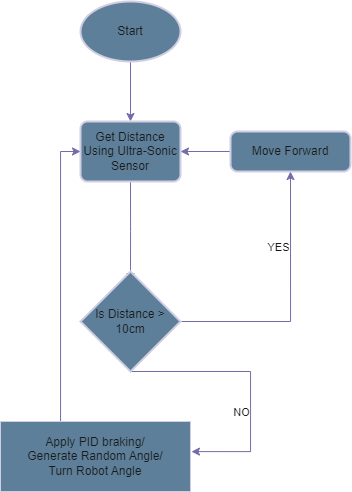 Start
Get Distance
Using Ultra-Sonic
Sensor
Move Forward
YES
Is Distance >
10cm
NO
Apply PID braking/
Generate Random Angle/
Turn Robot Angle